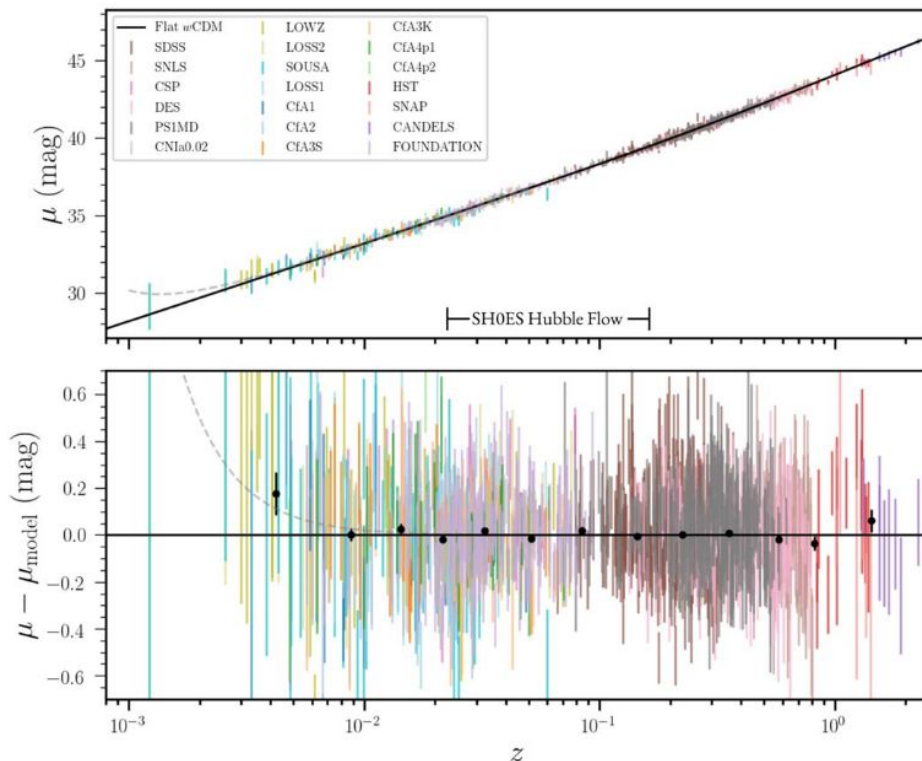 Flat wCDM
SDSS
SNLS
CSP
DES
PS1MD
CNIa0.02
LOWZ
LOSS2
SOUSA
LOSS1
CfA1
CfA2
CfA3S
CfA3K
CfA4p1
CfA4p2
HST
SNAP
CANDELS
FOUNDATION
45
40
35
30
μ (mag)
SH0ES Hubble Flow
0.6
0.4
0.2
0.0
−0.2
−0.4
−0.6
μ − μmodel (mag)
10⁻³
10⁻²
10⁻¹
10⁰
z